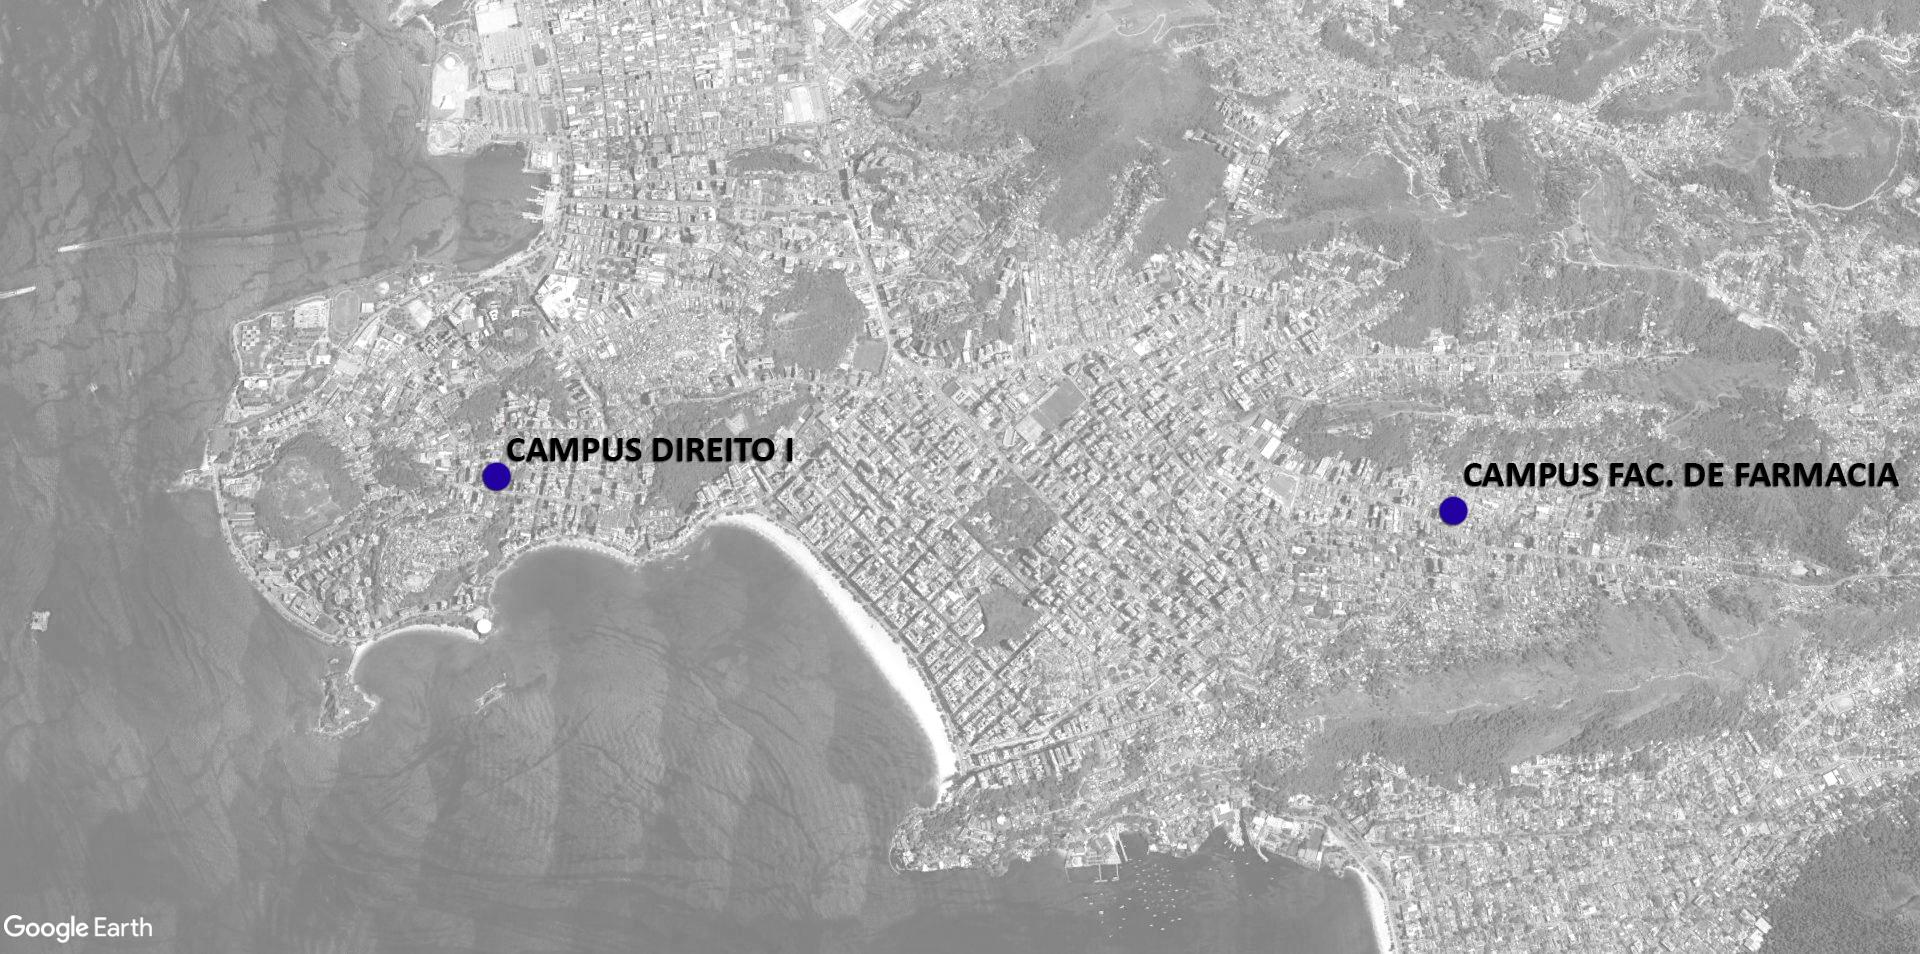 CAMPUS DIREITO I
CAMPUS FAC. DE FARMACIA
Google Earth